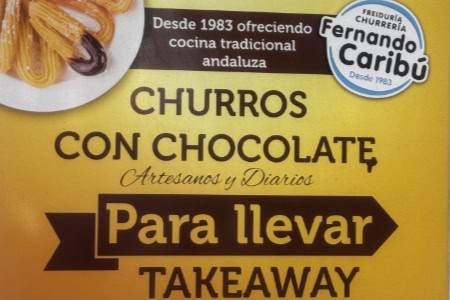 Desde 1983 ofreciendo
cocina tradicional
andaluza
FREIDURÍA
CHURRERÍA
Fernando
Caribú
Desde 1983
CHURROS
CON CHOCOLATE
Artesanos y Diarios
Para llevar
TAKEAWAY